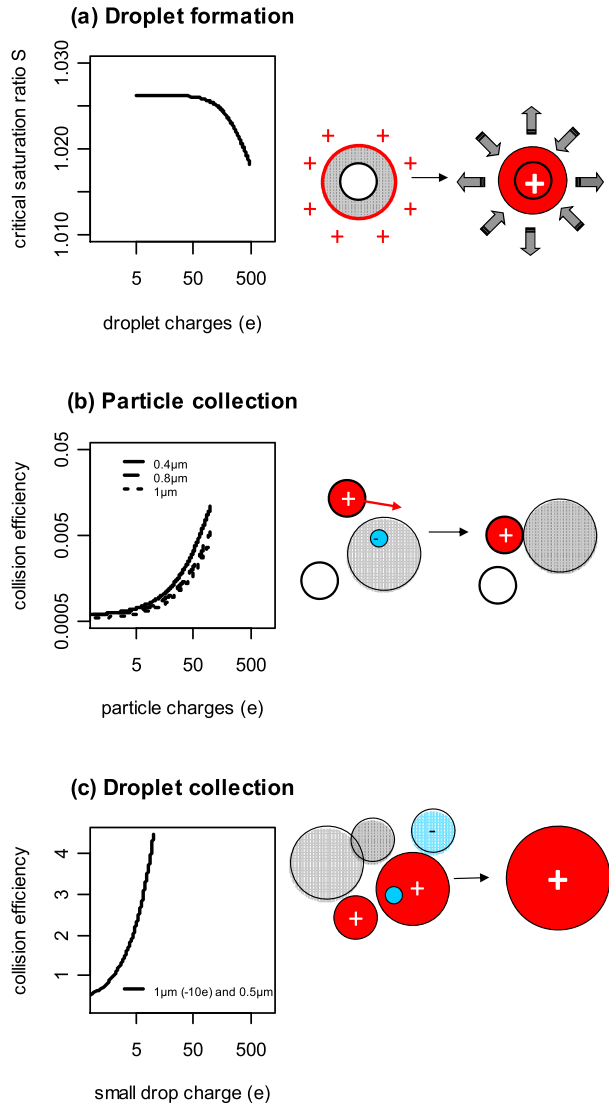 (a) Droplet formation
critical saturation ratio S
1.030
1.020
1.010
5 50 500
droplet charges (e)
+ + + + + + + +
+
(b) Particle collection
collision efficiency
0.05
0.005
0.0005
0.4μm
0.8μm
1μm
5 50 500
particle charges (e)
+
-
+
(c) Droplet collection
collision efficiency
4
3
2
1
1μm (-10e) and 0.5μm
5 50 500
small drop charge (e)
-
+
+
+